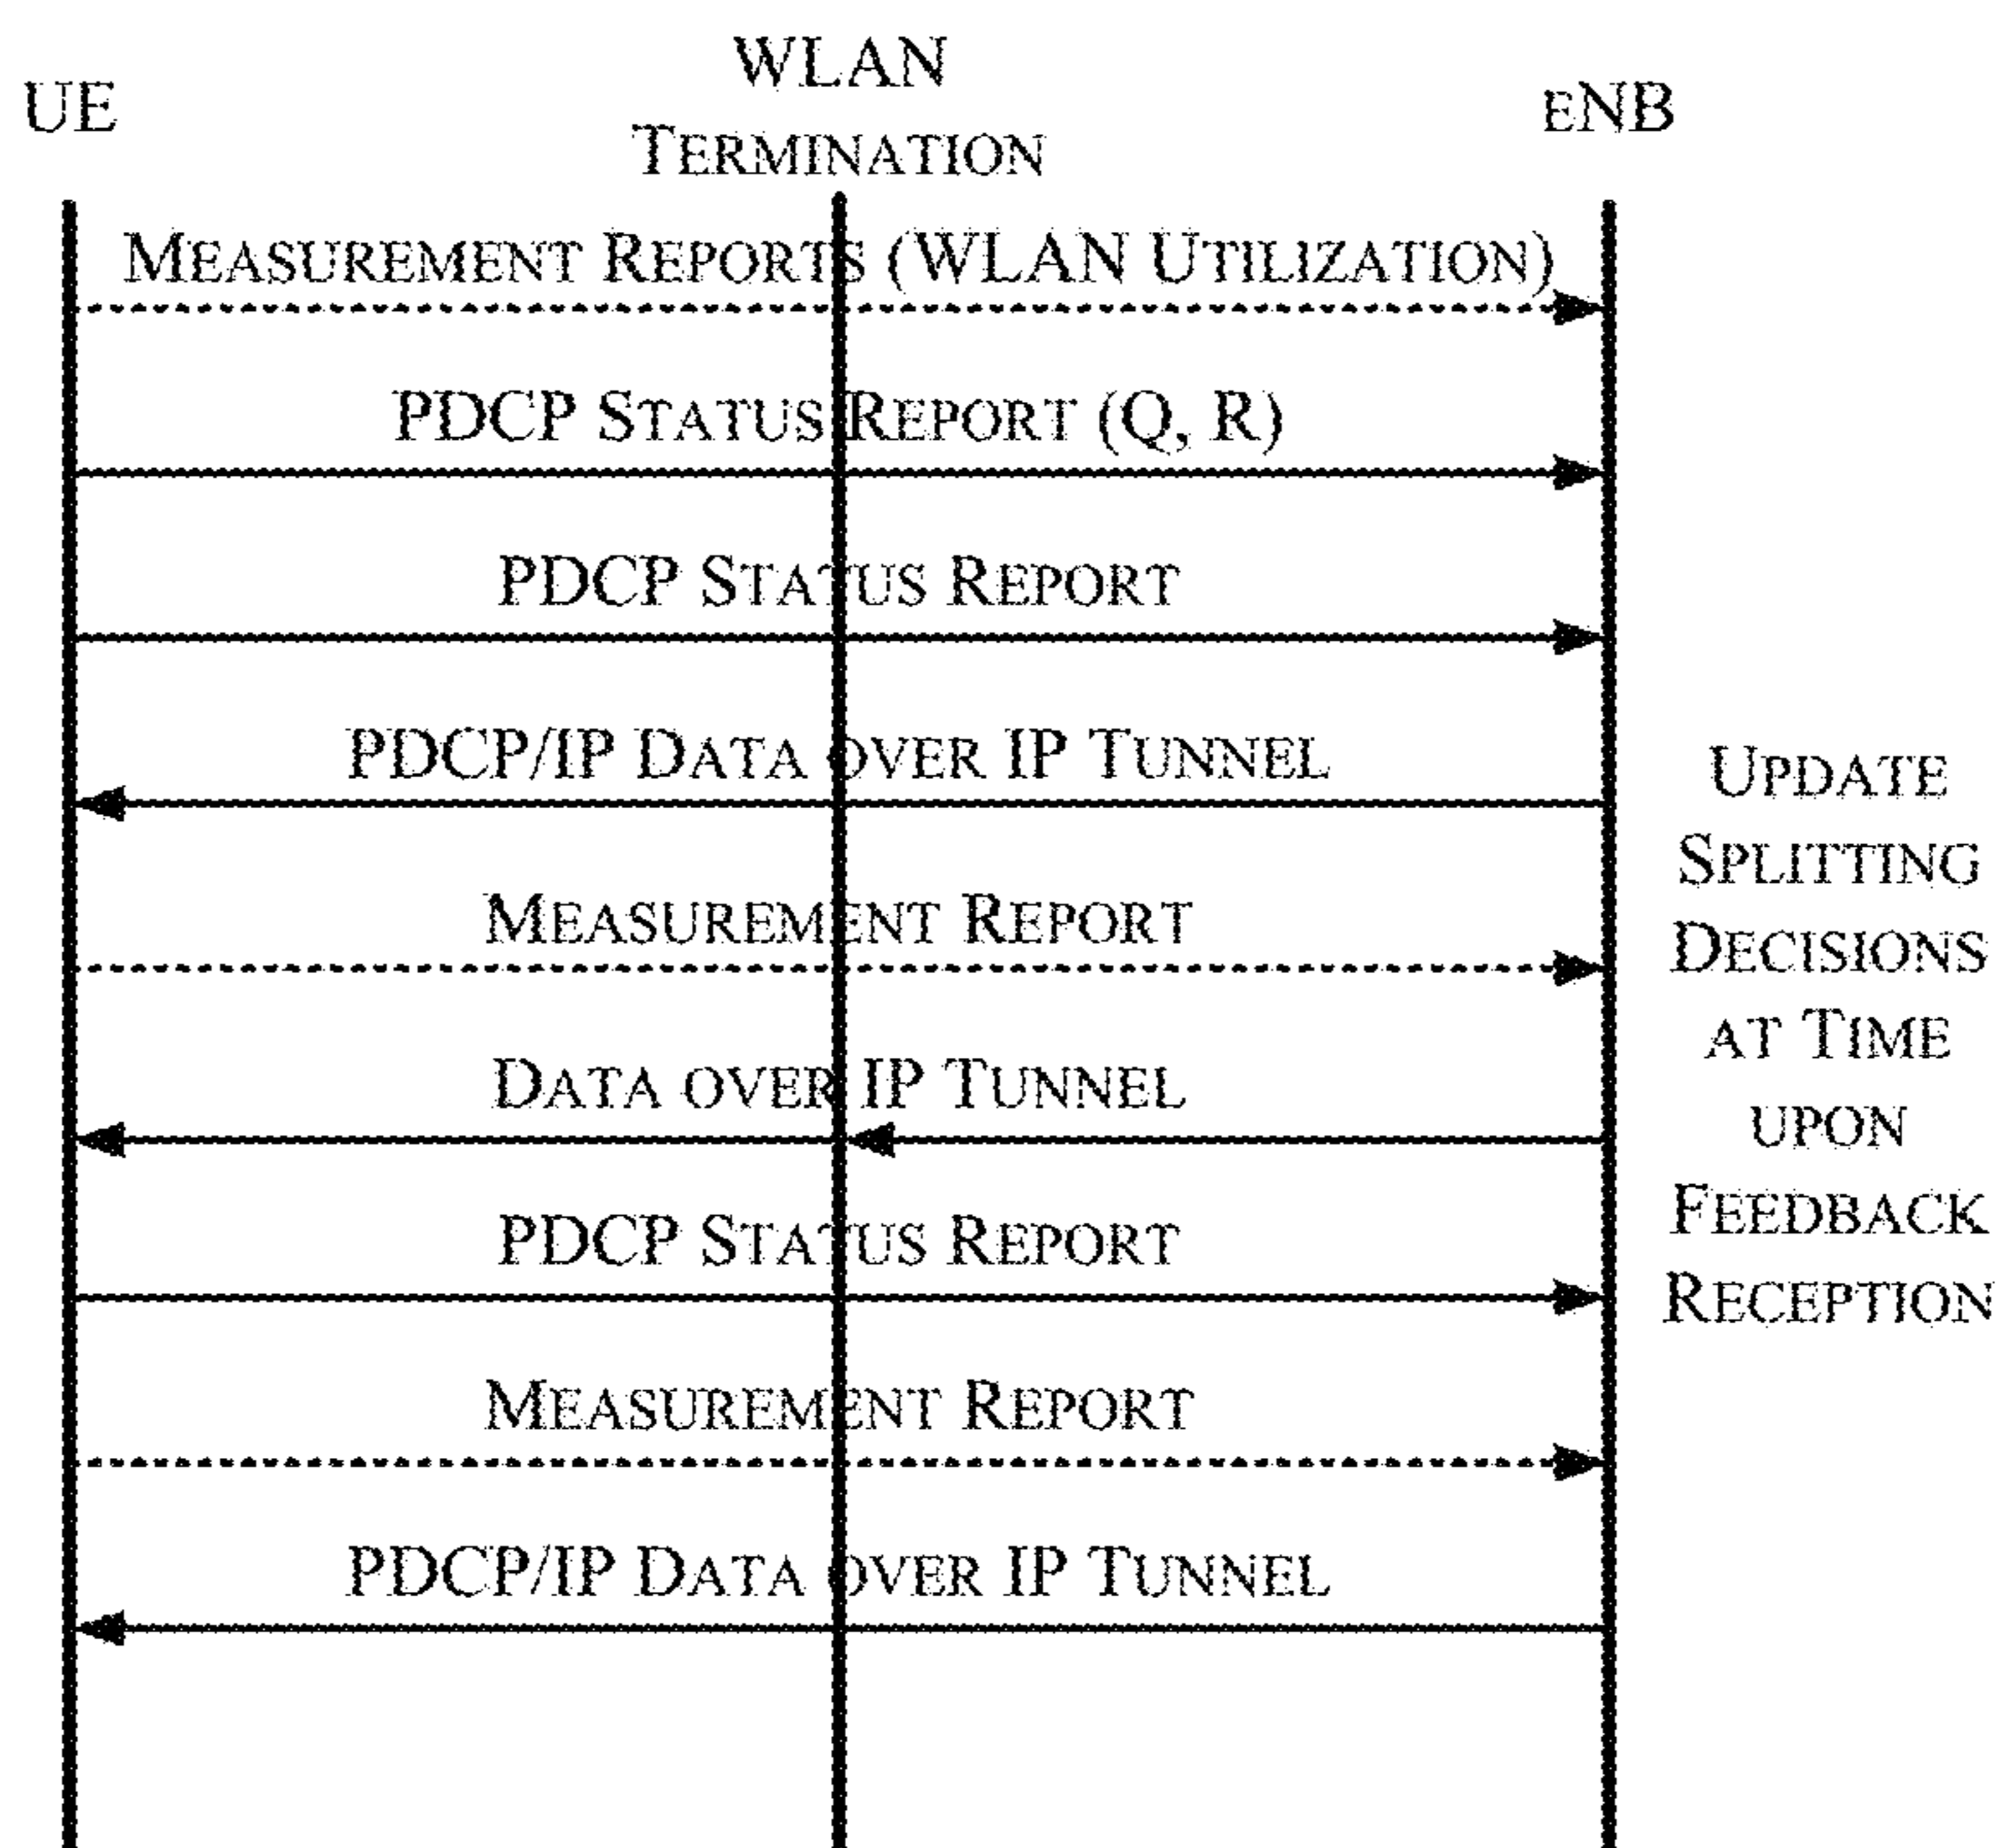 UE
WLAN
TERMINATION
eNB
MEASUREMENT REPORTS (WLAN UTILIZATION)
PDCP STATUS REPORT (Q, R)
PDCP STATUS REPORT
PDCP/IP DATA OVER IP TUNNEL
MEASUREMENT REPORT
DATA OVER IP TUNNEL
PDCP STATUS REPORT
MEASUREMENT REPORT
PDCP/IP DATA OVER IP TUNNEL
UPDATE
SPLITTING
DECISIONS
AT TIME
UPON
FEEDBACK
RECEPTION